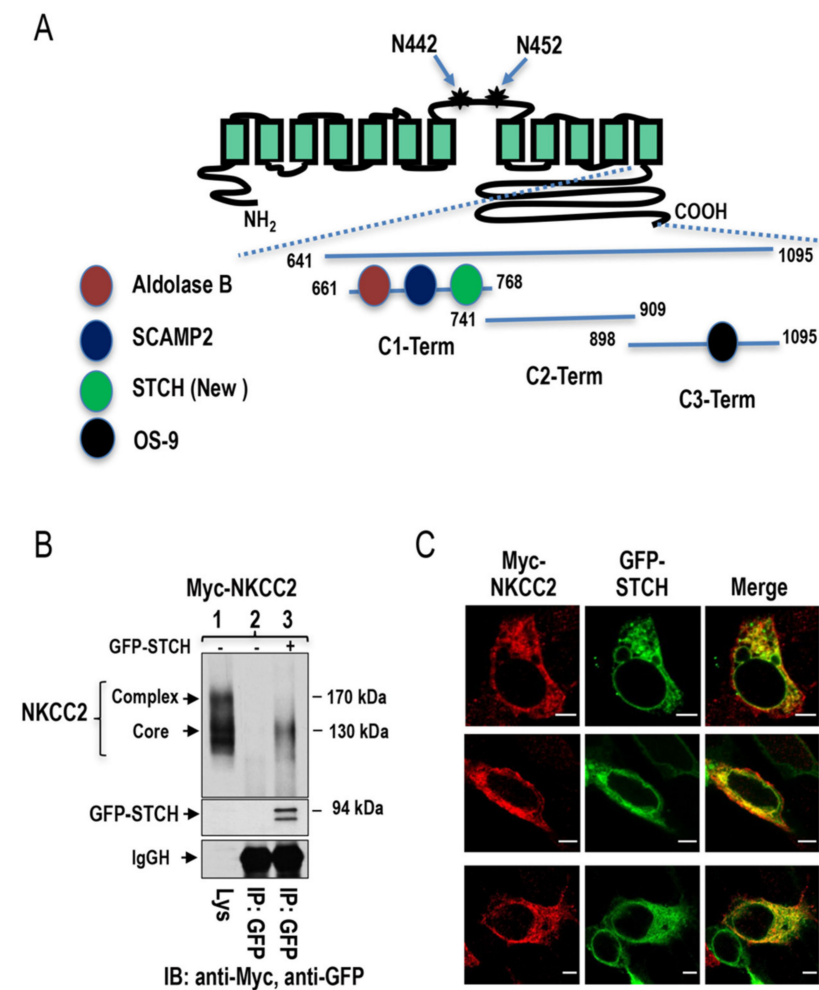 A
N442 N452
NH2
COOH
641 1095
Aldolase B
661 768
741 909
SCAMP2
C1-Term
898 1095
C2-Term
STCH (New )
C3-Term
OS-9
B
Myc-NKCC2
1 2 3
GFP-STCH - - +
NKCC2
Complex
170 kDa
Core
130 kDa
GFP-STCH
94 kDa
IgGH
Lys
IP: GFP
IP: GFP
IB: anti-Myc, anti-GFP
C
Myc-
NKCC2
GFP-
STCH
Merge